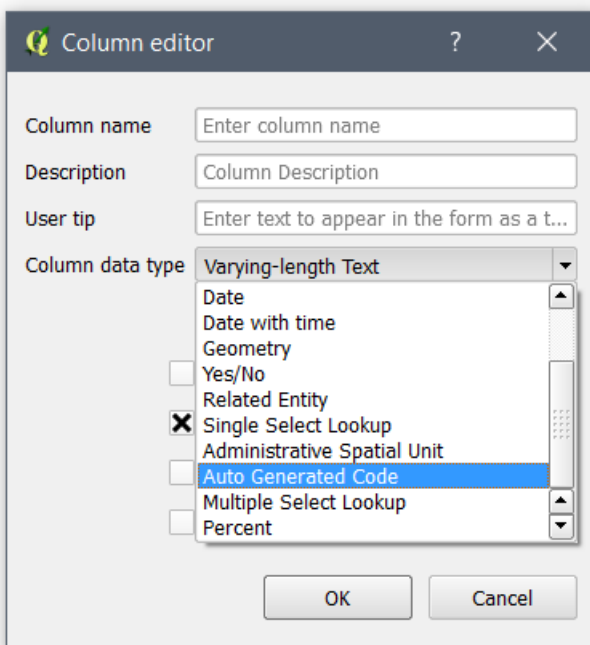 Column editor ?
Column name Enter column name
Description Column Description
User tip Enter text to appear in the form as a t...
Column data type Varying-length Text
Date
Date with time
Geometry
Yes/No
Related Entity
Single Select Lookup
Administrative Spatial Unit
Auto Generated Code
Multiple Select Lookup
Percent
OK Cancel